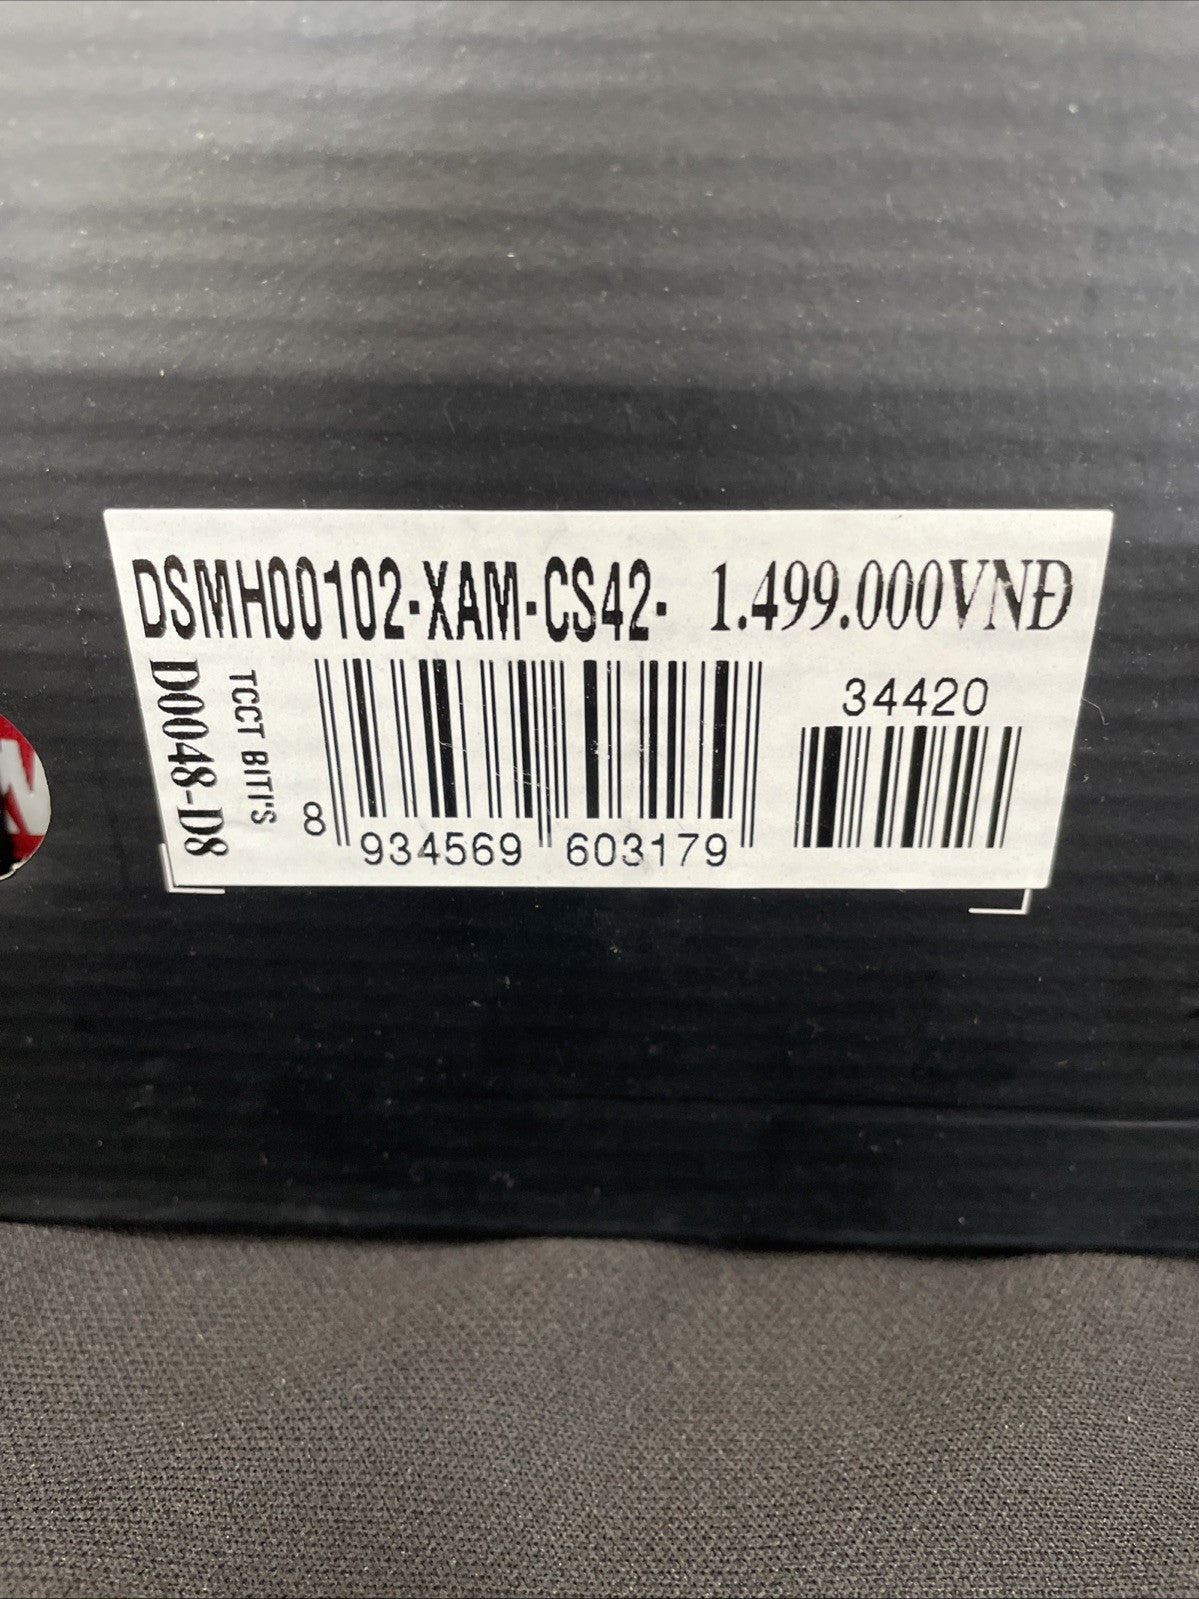 DSMH00102-XAM-CS42- 1.499.000VNĐ
D0048-D8
TCCT BITI'S
34420
8 934569 603179